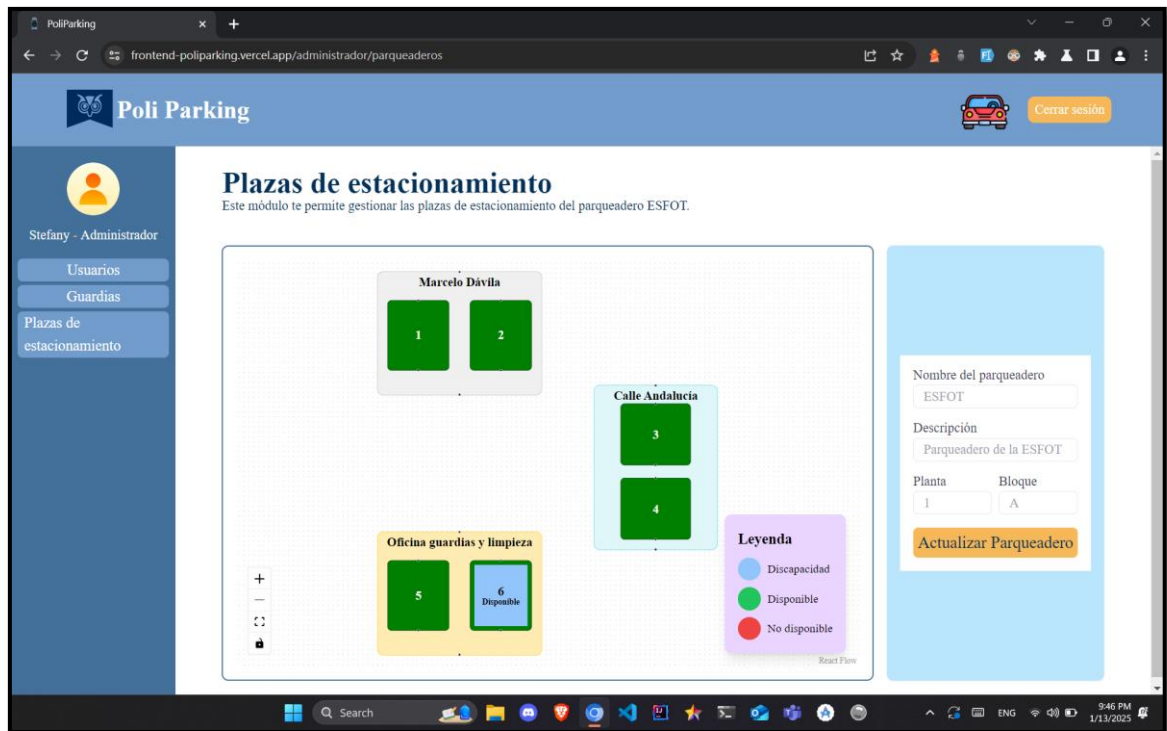 PoliParking
frontend-poliparking.vercel.app/administrador/parqueaderos
Poli Parking
Cerrar sesión
Stefany - Administrador
Usuarios
Guardias
Plazas de
estacionamiento
Plazas de estacionamiento
Este módulo te permite gestionar las plazas de estacionamiento del parqueadero ESFOT.
Marcelo Dávila
1
2
Calle Andalucía
3
4
Oficina guardias y limpieza
5
6
Disponible
Leyenda
Discapacidad
Disponible
No disponible
React Flow
Nombre del parqueadero
ESFOT
Descripción
Parqueadero de la ESFOT
Planta Bloque
1 A
Actualizar Parqueadero
Search
ENG
9:46 PM
1/13/2025